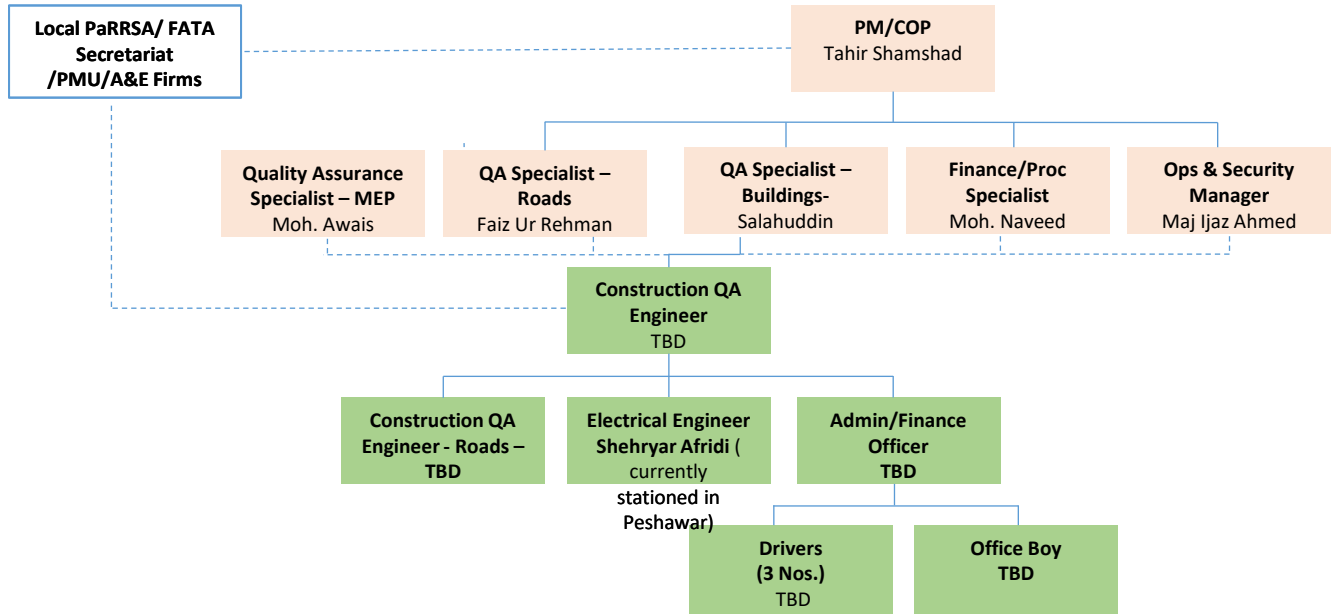 Local PaRRSA/ FATA
Secretariat
/PMU/A&E Firms
PM/COP
Tahir Shamshad
Quality Assurance
Specialist – MEP
Moh. Awais
QA Specialist –
Roads
Faiz Ur Rehman
QA Specialist –
Buildings-
Salahuddin
Finance/Proc
Specialist
Moh. Naveed
Ops & Security
Manager
Maj Ijaz Ahmed
Construction QA
Engineer
TBD
Construction QA
Engineer - Roads –
TBD
Electrical Engineer
Shehryar Afridi (
currently
stationed in
Peshawar)
Admin/Finance
Officer
TBD
Drivers
(3 Nos.)
TBD
Office Boy
TBD